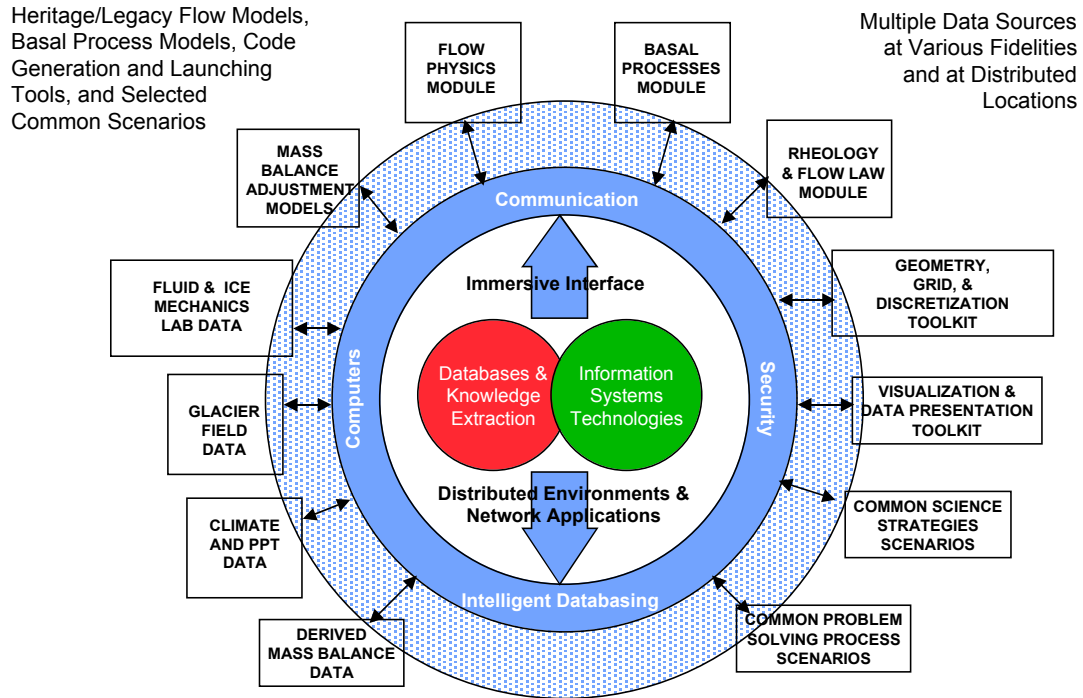 Heritage/Legacy Flow Models,
Basal Process Models, Code
Generation and Launching
Tools, and Selected
Common Scenarios
Multiple Data Sources
at Various Fidelities
and at Distributed
Locations
FLOW
PHYSICS
MODULE
BASAL
PROCESSES
MODULE
MASS
BALANCE
ADJUSTMENT
MODELS
RHEOLOGY
& FLOW LAW
MODULE
FLUID & ICE
MECHANICS
LAB DATA
GEOMETRY,
GRID, &
DISCRETIZATION
TOOLKIT
GLACIER
FIELD
DATA
VISUALIZATION &
DATA PRESENTATION
TOOLKIT
CLIMATE
AND PPT
DATA
COMMON SCIENCE
STRATEGIES
SCENARIOS
DERIVED
MASS BALANCE
DATA
COMMON PROBLEM
SOLVING PROCESS
SCENARIOS
Communication
Computers
Security
Intelligent Databasing
Immersive Interface
Databases &
Knowledge
Extraction
Information
Systems
Technologies
Distributed Environments &
Network Applications